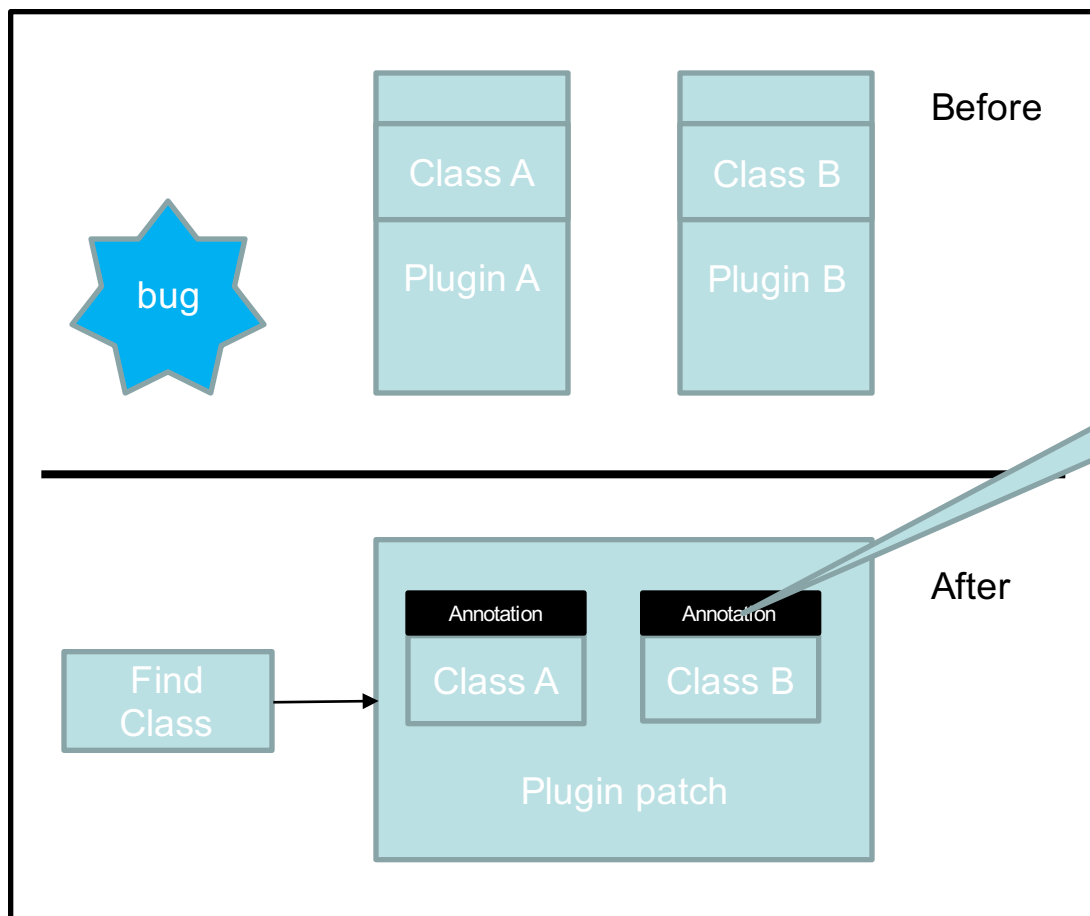 Before
Class A
Class B
Plugin A
Plugin B
bug
After
Annotation
Annotation
Class A
Class B
Find
Class
Plugin patch